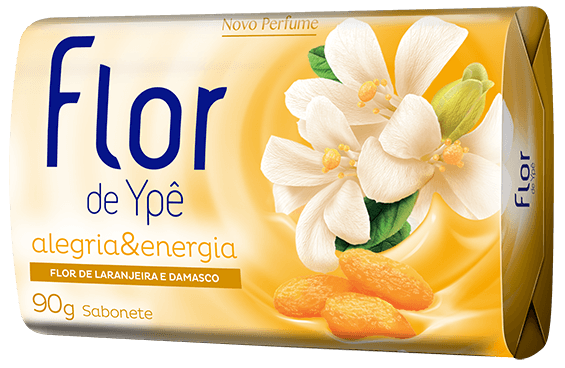 Novo Perfume
Flor
de Ypê
alegria&energia
FLOR DE LARANJEIRA E DAMASCO
90g Sabonete
Flor
de Ypê